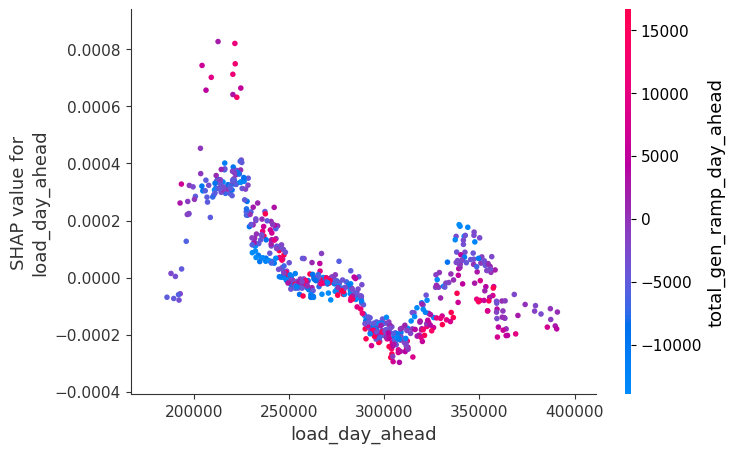 0.0008
0.0006
0.0004
0.0002
0.0000
−0.0002
−0.0004
SHAP value for
load_day_ahead
200000 250000 300000 350000 400000
load_day_ahead
15000
10000
5000
0
−5000
−10000
total_gen_ramp_day_ahead